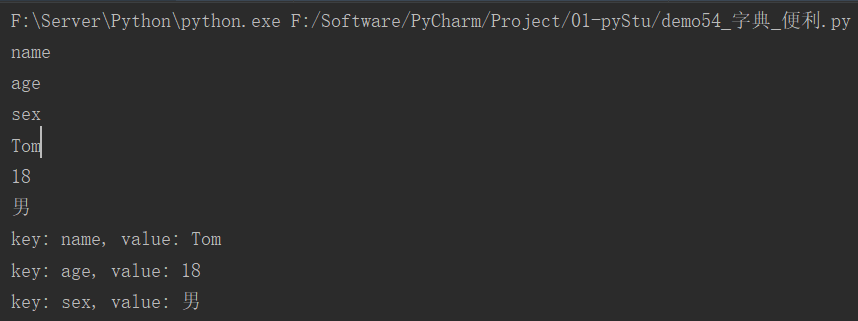 F:\Server\Python\python.exe F:/Software/PyCharm/Project/01-pyStu/demo54_字典_便利.py
name
age
sex
Tom
18
男
key: name, value: Tom
key: age, value: 18
key: sex, value: 男